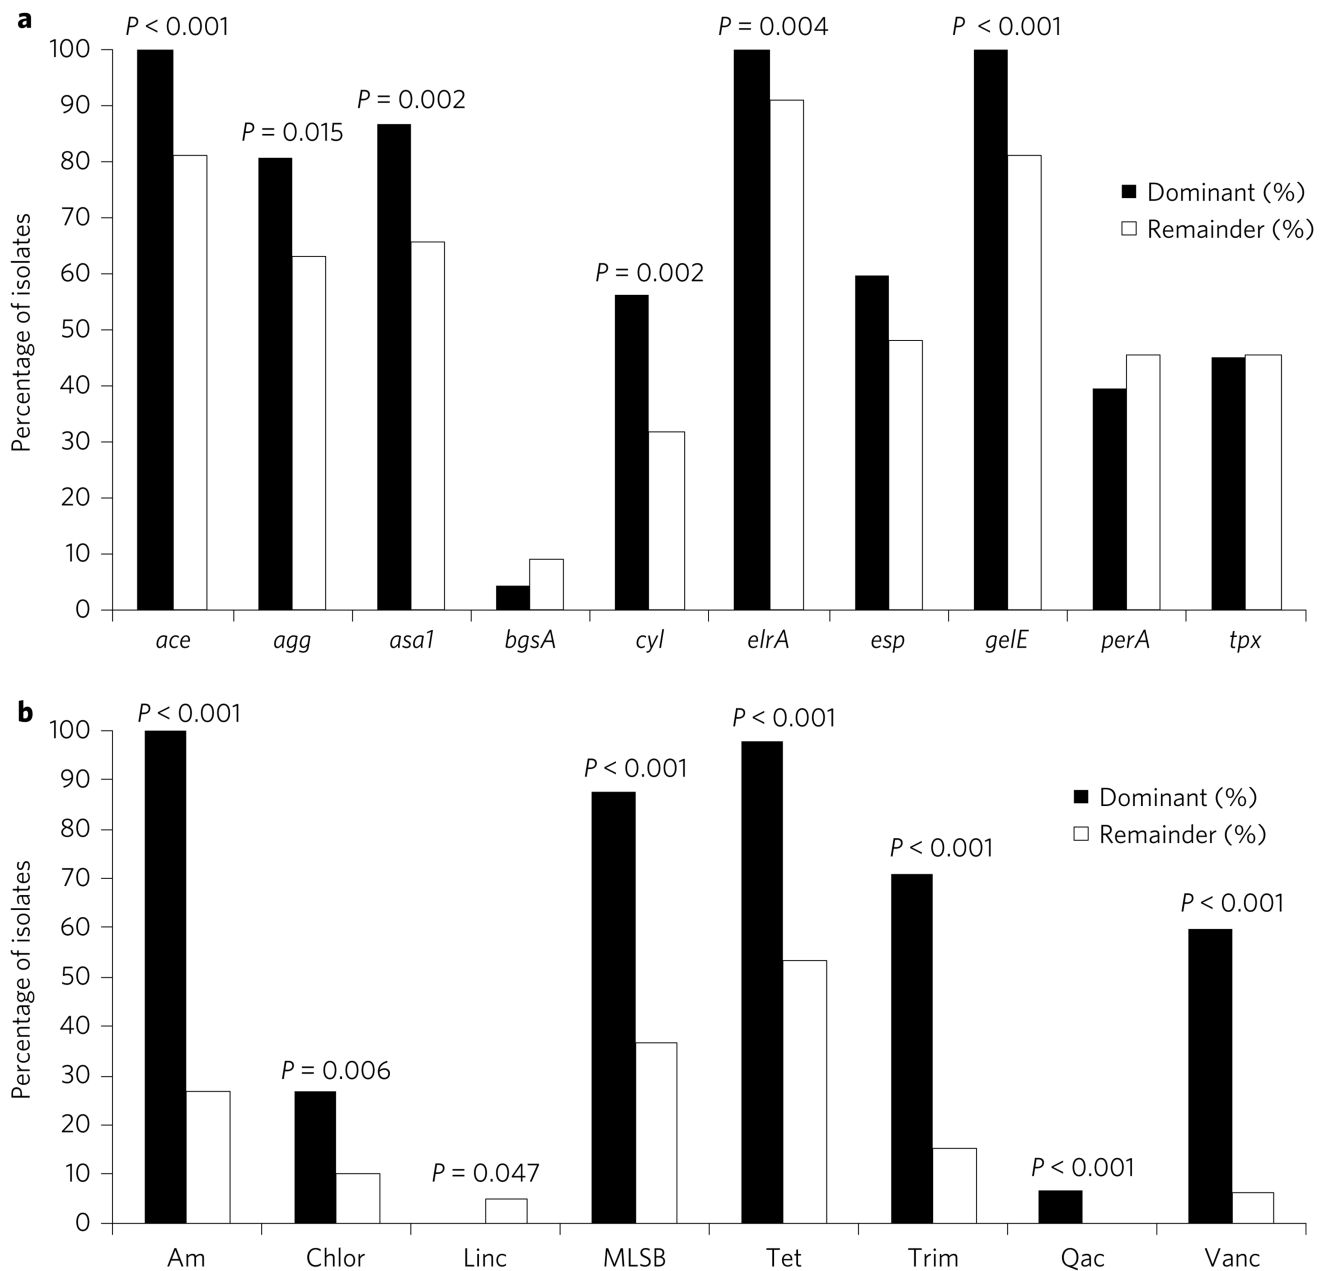 a
P < 0.001
P = 0.015
P = 0.002
P = 0.002
P = 0.004
P < 0.001
Percentage of isolates
100
90
80
70
60
50
40
30
20
10
0
Dominant (%)
Remainder (%)
ace agg asa1 bgsA cyl elrA esp gelE perA tpx
b
P < 0.001
P = 0.006
P = 0.047
P < 0.001
P < 0.001
P < 0.001
P < 0.001
P < 0.001
Percentage of isolates
100
90
80
70
60
50
40
30
20
10
0
Dominant (%)
Remainder (%)
Am Chlor Linc MLSB Tet Trim Qac Vanc